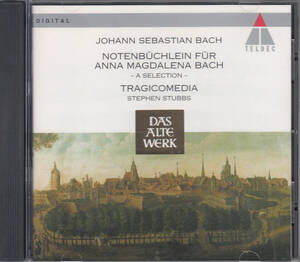 DIGITAL
TELDEC
JOHANN SEBASTIAN BACH
NOTENBÜCHLEIN FÜR
ANNA MAGDALENA BACH
- A SELECTION -
TRAGICOMEDIA
STEPHEN STUBBS
DAS
ALTE
WERK